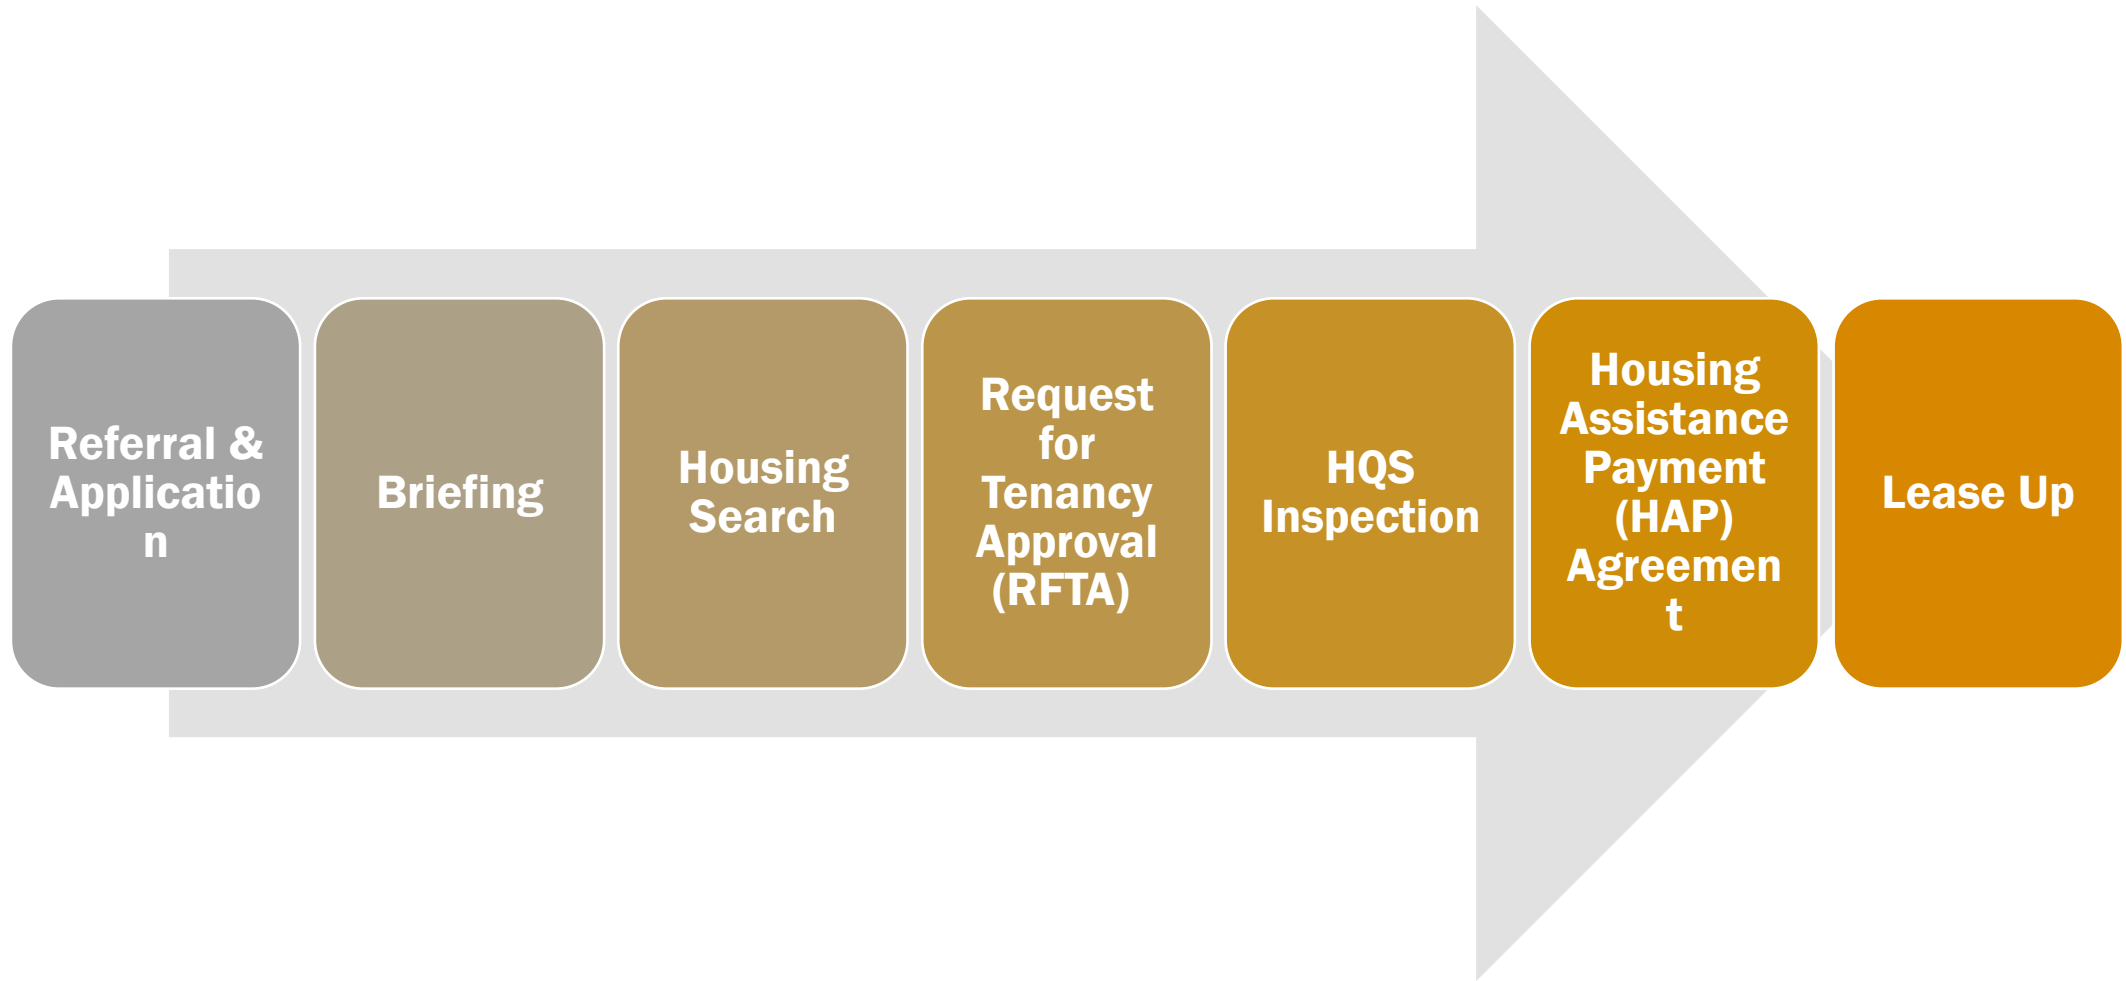 Referral &
Applicatio
n
Briefing
Housing
Search
Request
for
Tenancy
Approval
(RFTA)
HQS
Inspection
Housing
Assistance
Payment
(HAP)
Agreemen
t
Lease Up